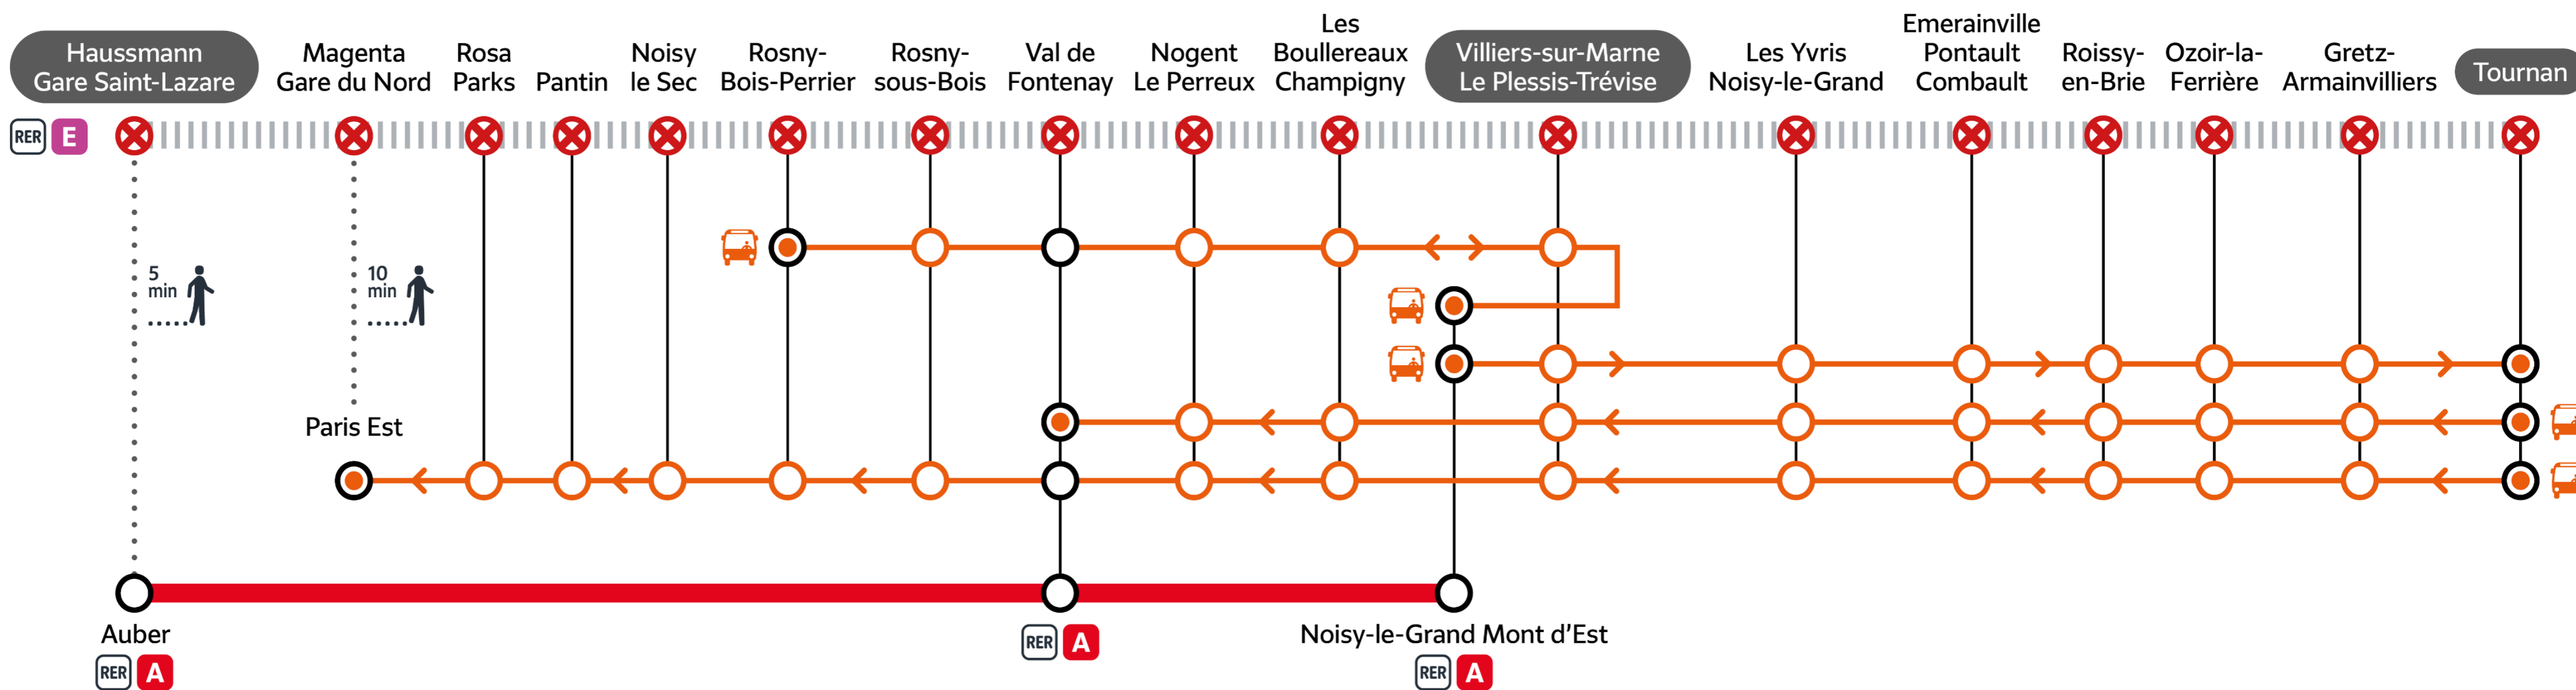 Haussmann
Gare Saint-Lazare
Magenta
Gare du Nord
Rosa
Parks
Pantin
Noisy
le Sec
Rosny-
Bois-Perrier
Rosny-
sous-Bois
Val de
Fontenay
Nogent
Le Perreux
Les
Boullereaux
Champigny
Villiers-sur-Marne
Le Plessis-Trévise
Les Yvris
Noisy-le-Grand
Emerainville
Pontault
Combault
Roissy-
en-Brie
Ozoir-la-
Ferrière
Gretz-
Armainvilliers
Tournan
RER E
5
min
10
min
Paris Est
Auber
RER A
RER A
Noisy-le-Grand Mont d'Est
RER A